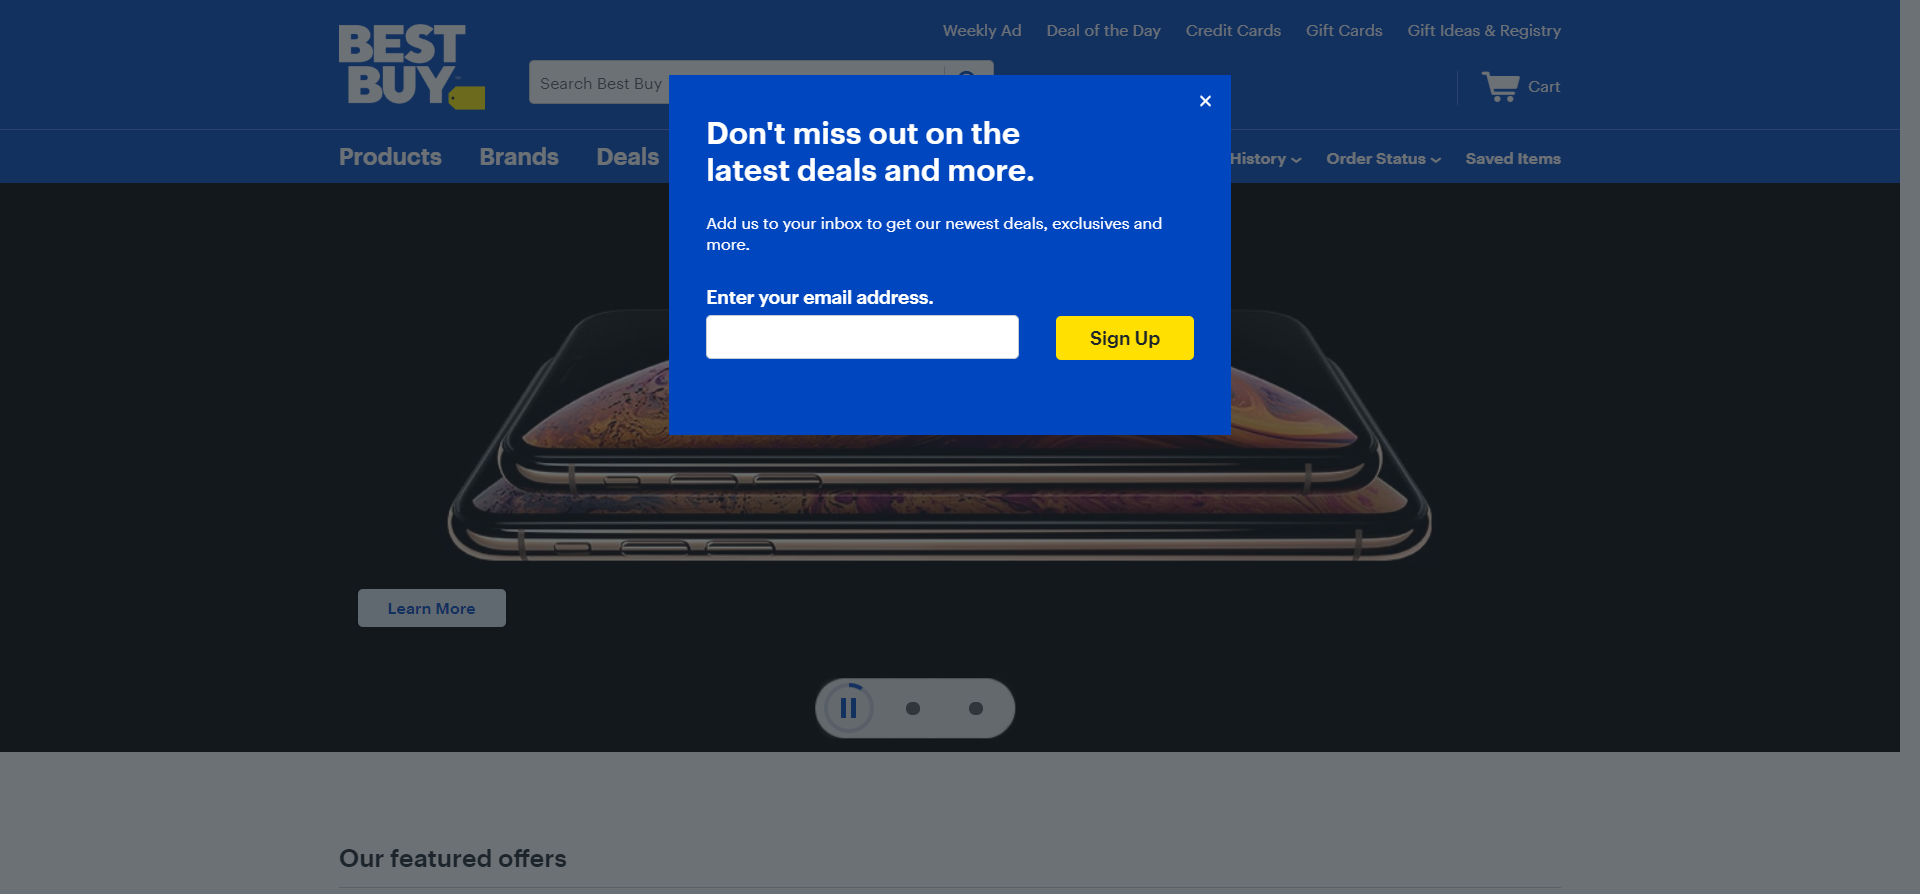 Weekly Ad Deal of the Day Credit Cards Gift Cards Gift Ideas & Registry
BEST
BUY
Search Best Buy
Cart
Products Brands Deals
History Order Status Saved Items
Don't miss out on the
latest deals and more.
Add us to your inbox to get our newest deals, exclusives and
more.
Enter your email address.
Sign Up
Learn More
Our featured offers